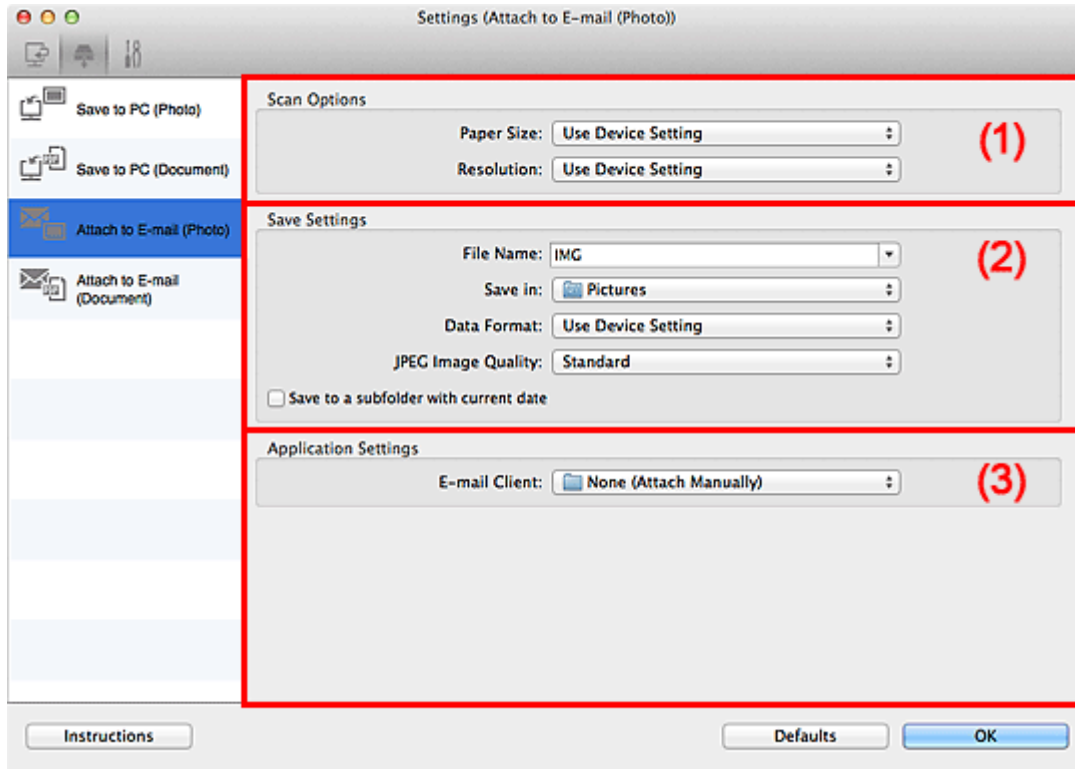 Settings (Attach to E-mail (Photo))
Save to PC (Photo)
Save to PC (Document)
Attach to E-mail (Photo)
Attach to E-mail
(Document)
Scan Options
(1)
Paper Size: Use Device Setting
Resolution: Use Device Setting
Save Settings
(2)
File Name: IMG
Save in: Pictures
Data Format: Use Device Setting
JPEG Image Quality: Standard
Save to a subfolder with current date
Application Settings
(3)
E-mail Client: None (Attach Manually)
Instructions
Defaults
OK